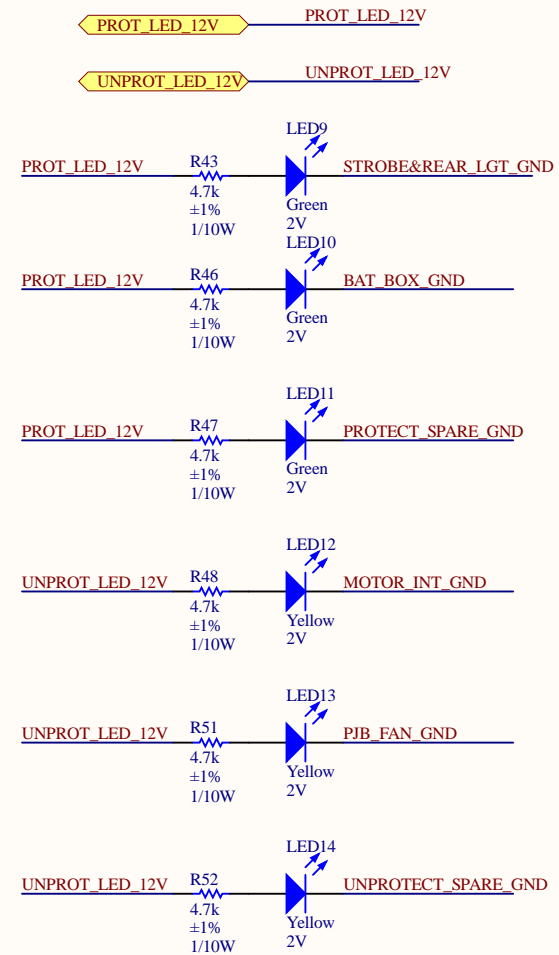 PROT_LED_12V PROT_LED_12V
UNPROT_LED_12V UNPROT_LED_12V
LED9
PROT_LED_12V R43 STROBE&REAR_LGT_GND
4.7k
±1%
1/10W
Green
2V
LED10
PROT_LED_12V R46 BAT_BOX_GND
4.7k
±1%
1/10W
Green
2V
LED11
PROT_LED_12V R47 PROTECT_SPARE_GND
4.7k
±1%
1/10W
Green
2V
LED12
UNPROT_LED_12V R48 MOTOR_INT_GND
4.7k
±1%
1/10W
Yellow
2V
LED13
UNPROT_LED_12V R51 PJB_FAN_GND
4.7k
±1%
1/10W
Yellow
2V
LED14
UNPROT_LED_12V R52 UNPROTECT_SPARE_GND
4.7k
±1%
1/10W
Yellow
2V